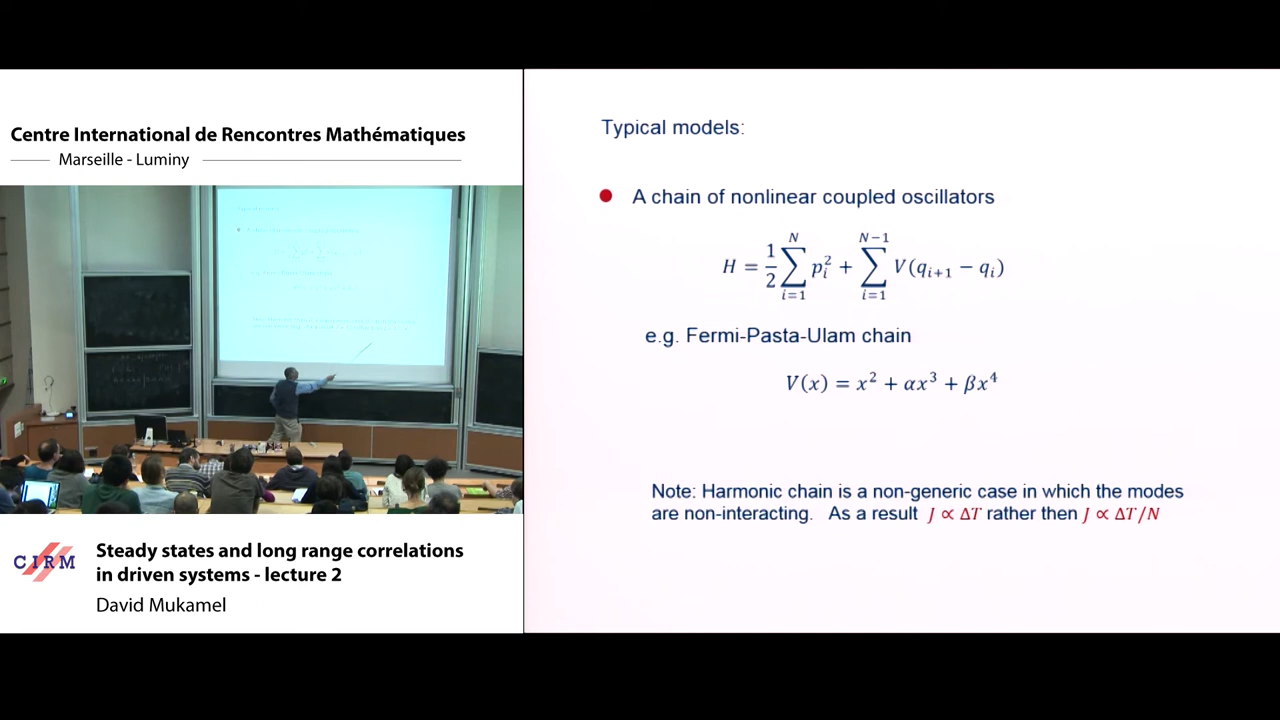 Centre International de Rencontres Mathématiques
Marseille - Luminy
CIRM
Steady states and long range correlations
in driven systems - lecture 2
David Mukamel
Typical models:
● A chain of nonlinear coupled oscillators
H = \frac{1}{2} \sum_{i=1}^{N} p_i^2 + \sum_{i=1}^{N-1} V(q_{i+1} − q_i)
e.g. Fermi-Pasta-Ulam chain
V(x) = x^2 + αx^3 + βx^4
Note: Harmonic chain is a non-generic case in which the modes
are non-interacting. As a result J ∝ ΔT rather then J ∝ ΔT/N